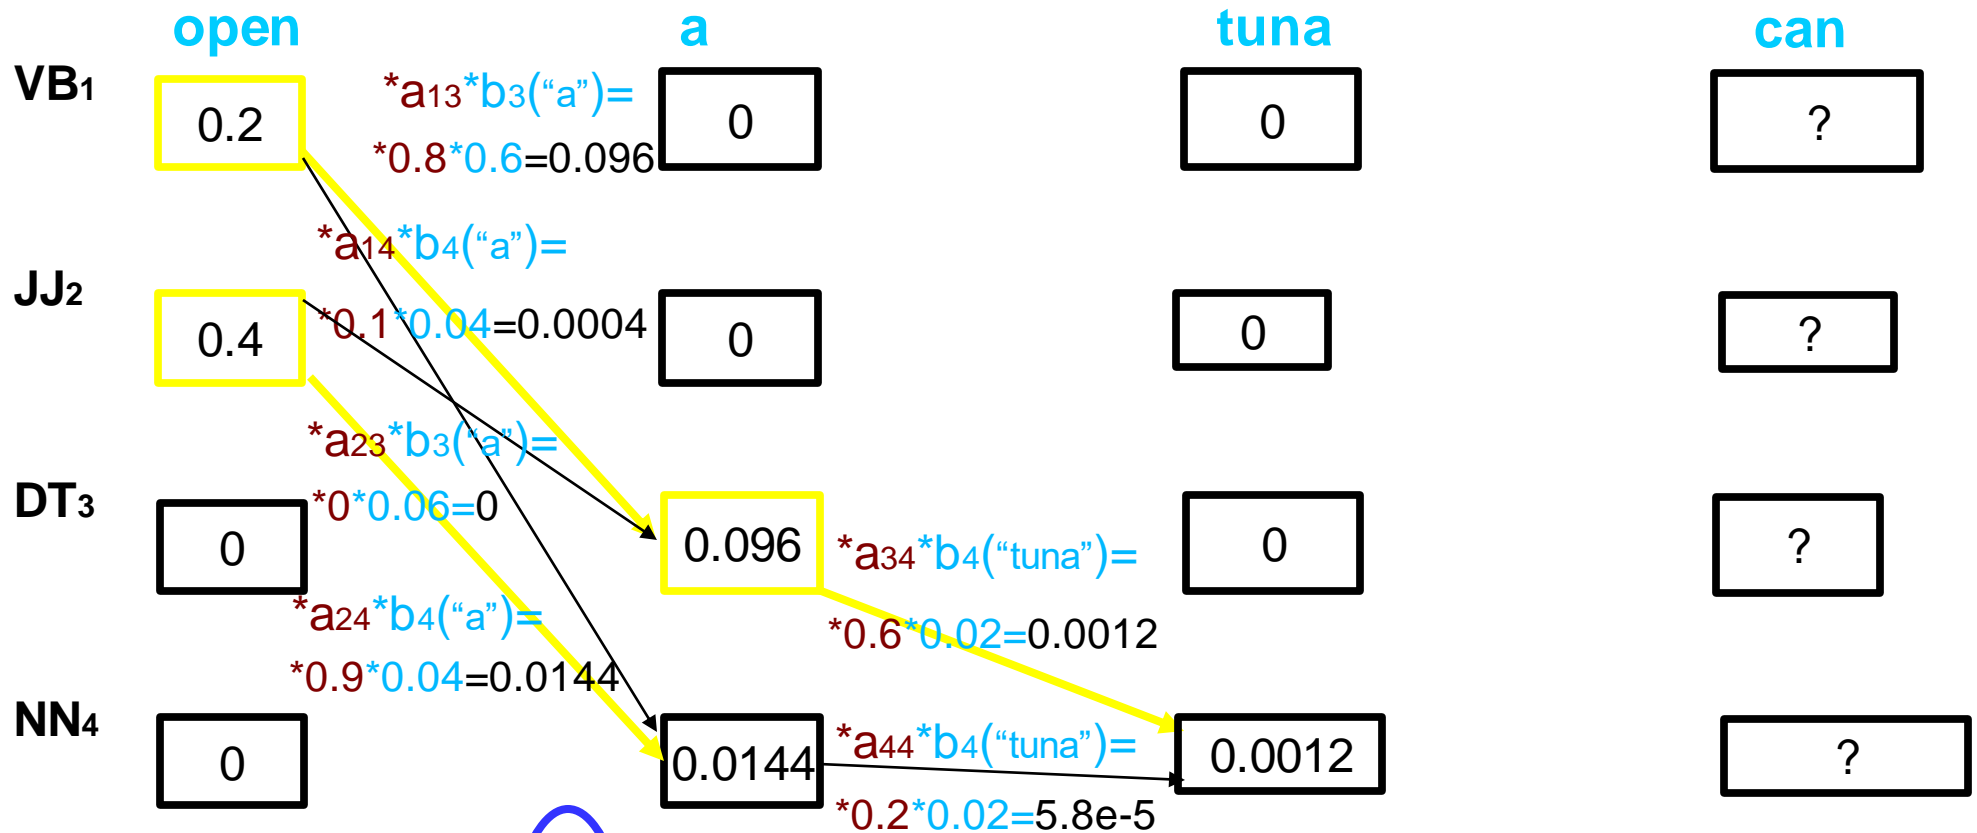 open a tuna can
VB1
0.2
*a13*b3(“a”)=
*0.8*0.6=0.096
0
0
?
*a14*b4(“a”)=
*0.1*0.04=0.0004
JJ2
0.4
0
0
?
*a23*b3(“a”)=
*0*0.06=0
DT3
0
0.096
*a34*b4(“tuna”)=
*0.6*0.02=0.0012
0
?
*a24*b4(“a”)=
*0.9*0.04=0.0144
NN4
0
0.0144
*a44*b4(“tuna”)=
*0.2*0.02=5.8e-5
0.0012
?